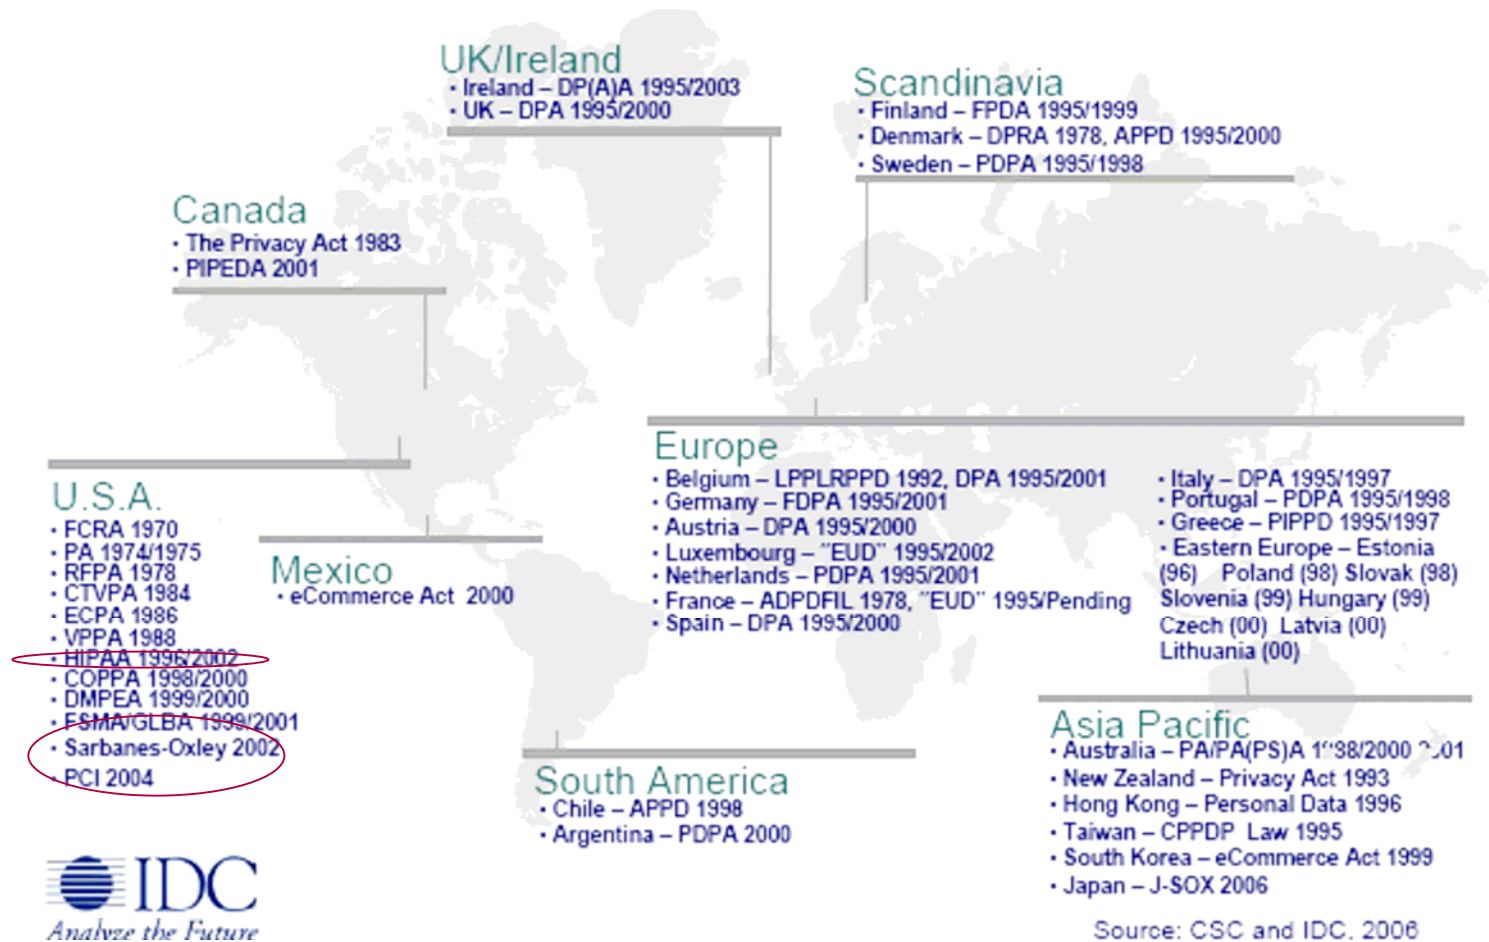 UK/Ireland
· Ireland – DP(A)A 1995/2003
· UK – DPA 1995/2000
Scandinavia
· Finland – FPDA 1995/1999
· Denmark – DPRA 1978, APPD 1995/2000
· Sweden – PDPA 1995/1998
Canada
· The Privacy Act 1983
· PIPEDA 2001
U.S.A.
· FCRA 1970
· PA 1974/1975
· RFPA 1978
· CTVPA 1984
· ECPA 1986
· VPPA 1988
· HIPAA 1996/2002
· COPPA 1998/2000
· DMPEA 1999/2000
· FSMA/GLBA 1999/2001
· Sarbanes-Oxley 2002
· PCI 2004
Mexico
· eCommerce Act 2000
Europe
· Belgium – LPPLRPPD 1992, DPA 1995/2001
· Germany – FDPA 1995/2001
· Austria – DPA 1995/2000
· Luxembourg – "EUD" 1995/2002
· Netherlands – PDPA 1995/2001
· France – ADPDFIL 1978, "EUD" 1995/Pending
· Spain – DPA 1995/2000
· Italy – DPA 1995/1997
· Portugal – PDPA 1995/1998
· Greece – PIPPD 1995/1997
· Eastern Europe – Estonia
(96) Poland (98) Slovak (98)
Slovenia (99) Hungary (99)
Czech (00) Latvia (00)
Lithuania (00)
South America
· Chile – APPD 1998
· Argentina – PDPA 2000
Asia Pacific
· Australia – PA/PA(PS)A
· New Zealand – Privacy Act 1993
· Hong Kong – Personal Data 1996
· Taiwan – CPPDP Law 1995
· South Korea – eCommerce Act 1999
· Japan – J-SOX 2006
IDC
Analyze the Future
Source: CSC and IDC, 2006